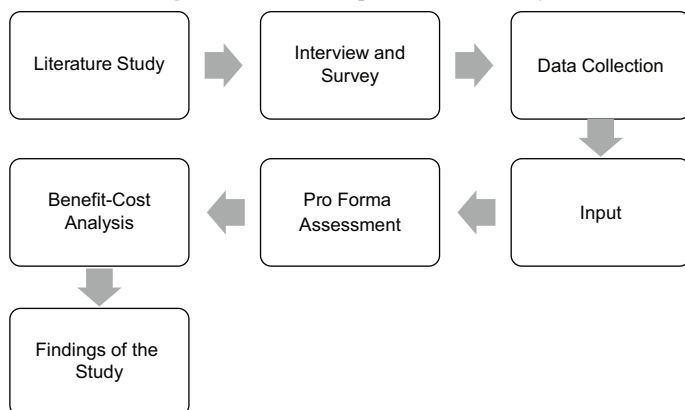 Literature Study
Interview and
Survey
Data Collection
Input
Pro Forma
Assessment
Benefit-Cost
Analysis
Findings of the
Study